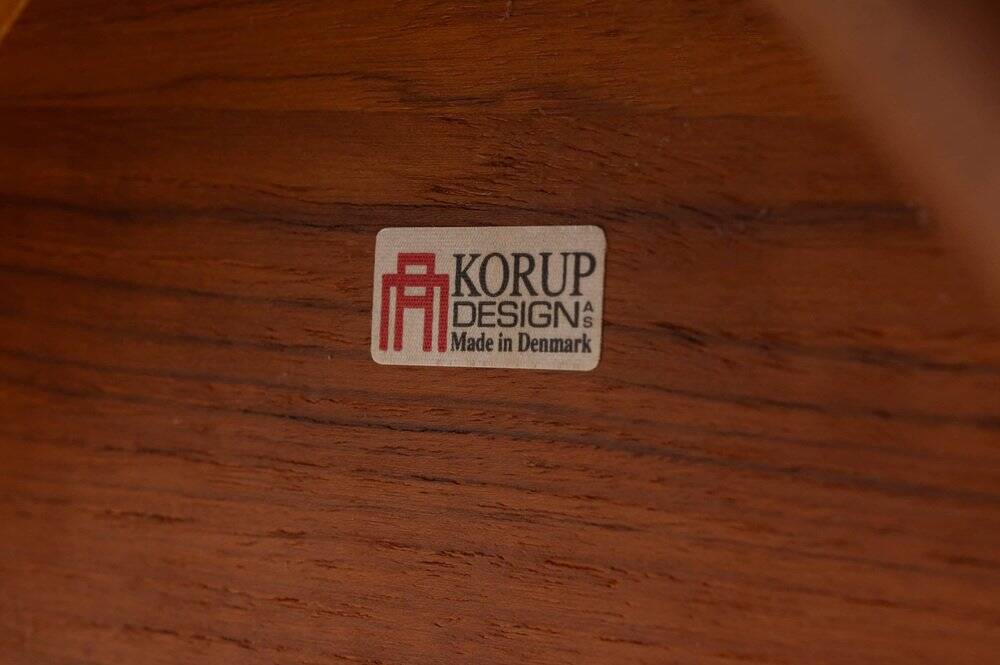 KORUP
DESIGN A/S
Made in Denmark